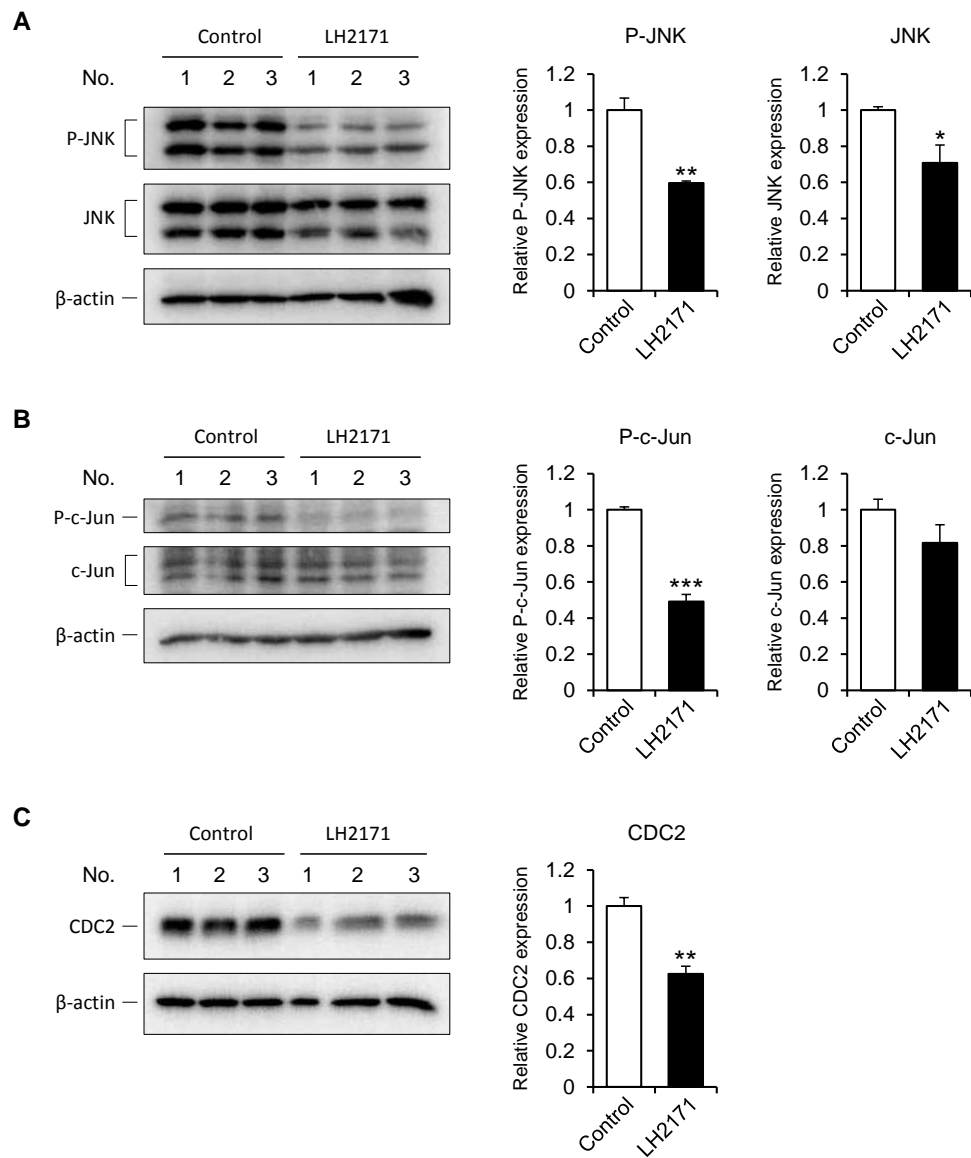 A
Control LH2171
No. 1 2 3 1 2 3
P-JNK
JNK
β-actin
P-JNK
Relative P-JNK expression
1.2
1
0.8
0.6
0.4
0.2
0
**
Control
LH2171
JNK
Relative JNK expression
1.2
1
0.8
0.6
0.4
0.2
0
*
Control
LH2171
B
Control LH2171
No. 1 2 3 1 2 3
P-c-Jun
c-Jun
β-actin
P-c-Jun
Relative P-c-Jun expression
1.2
1
0.8
0.6
0.4
0.2
0
***
Control
LH2171
c-Jun
Relative c-Jun expression
1.2
1
0.8
0.6
0.4
0.2
0
Control
LH2171
C
Control LH2171
No. 1 2 3 1 2 3
CDC2
β-actin
CDC2
Relative CDC2 expression
1.2
1
0.8
0.6
0.4
0.2
0
**
Control
LH2171